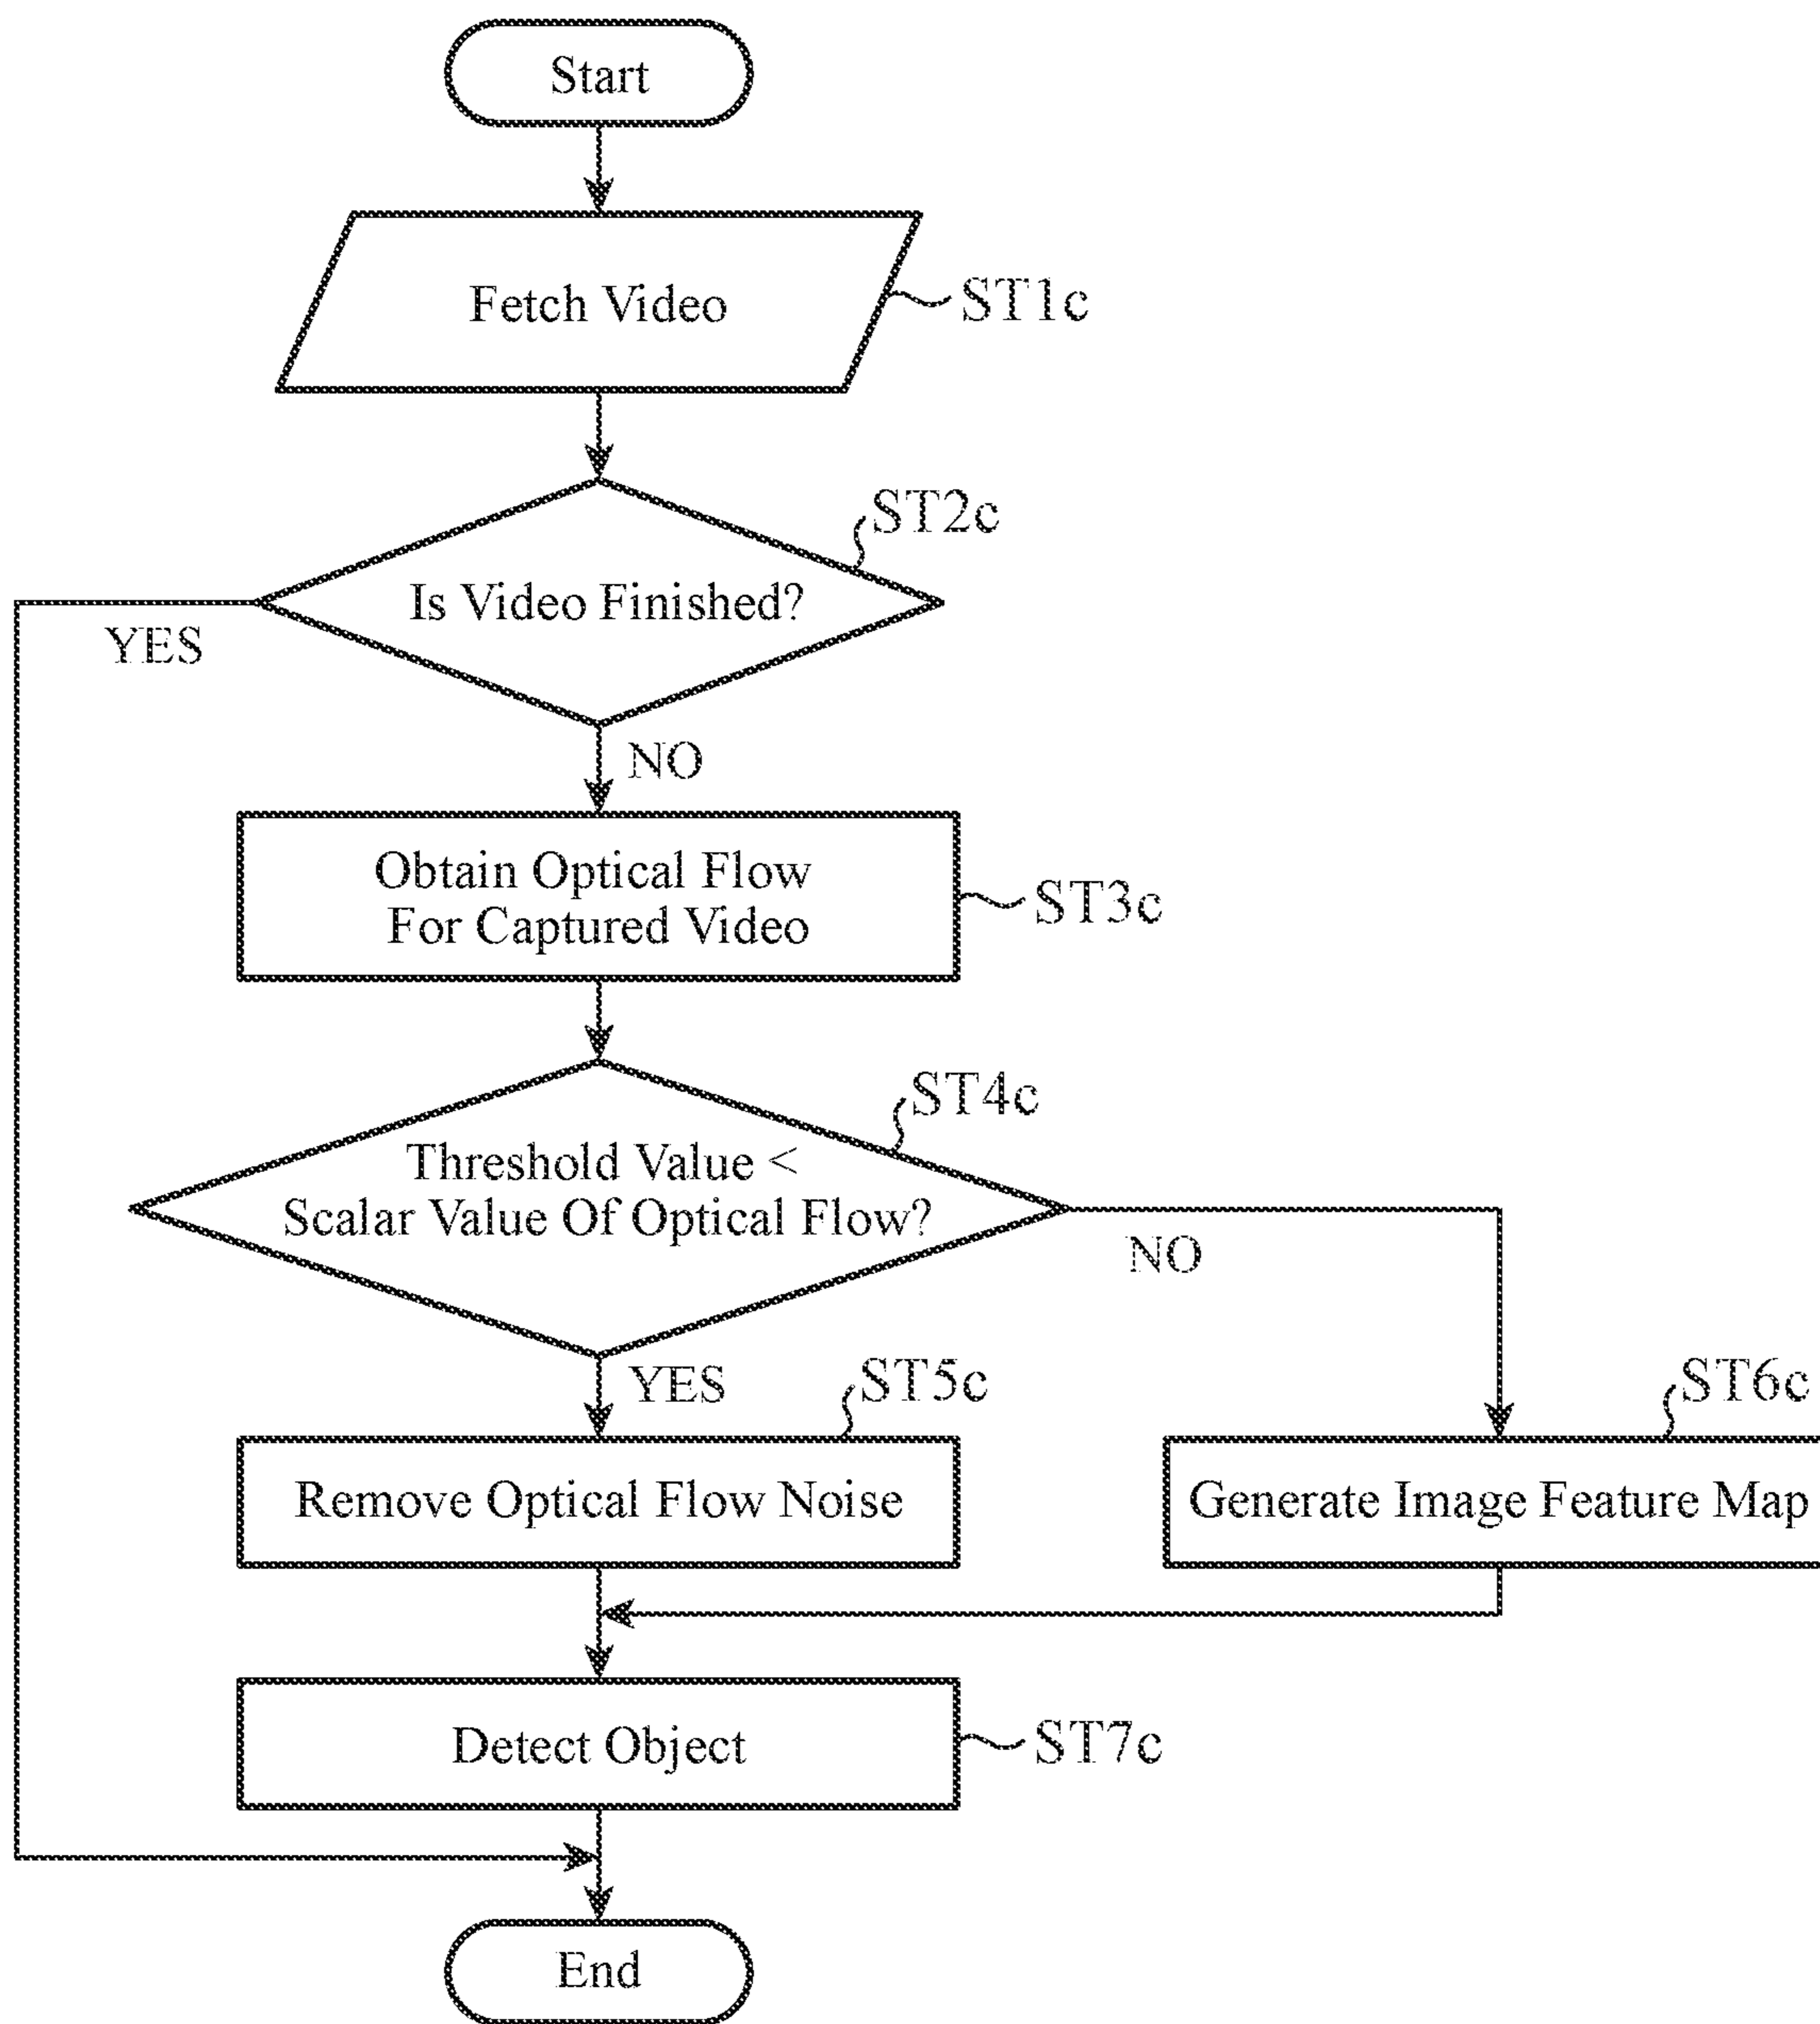 Start
Fetch Video
ST1c
ST2c
Is Video Finished?
YES
NO
Obtain Optical Flow
For Captured Video
ST3c
ST4c
Threshold Value <
Scalar Value Of Optical Flow?
NO
YES
ST5c
ST6c
Remove Optical Flow Noise
Generate Image Feature Map
Detect Object
ST7c
End